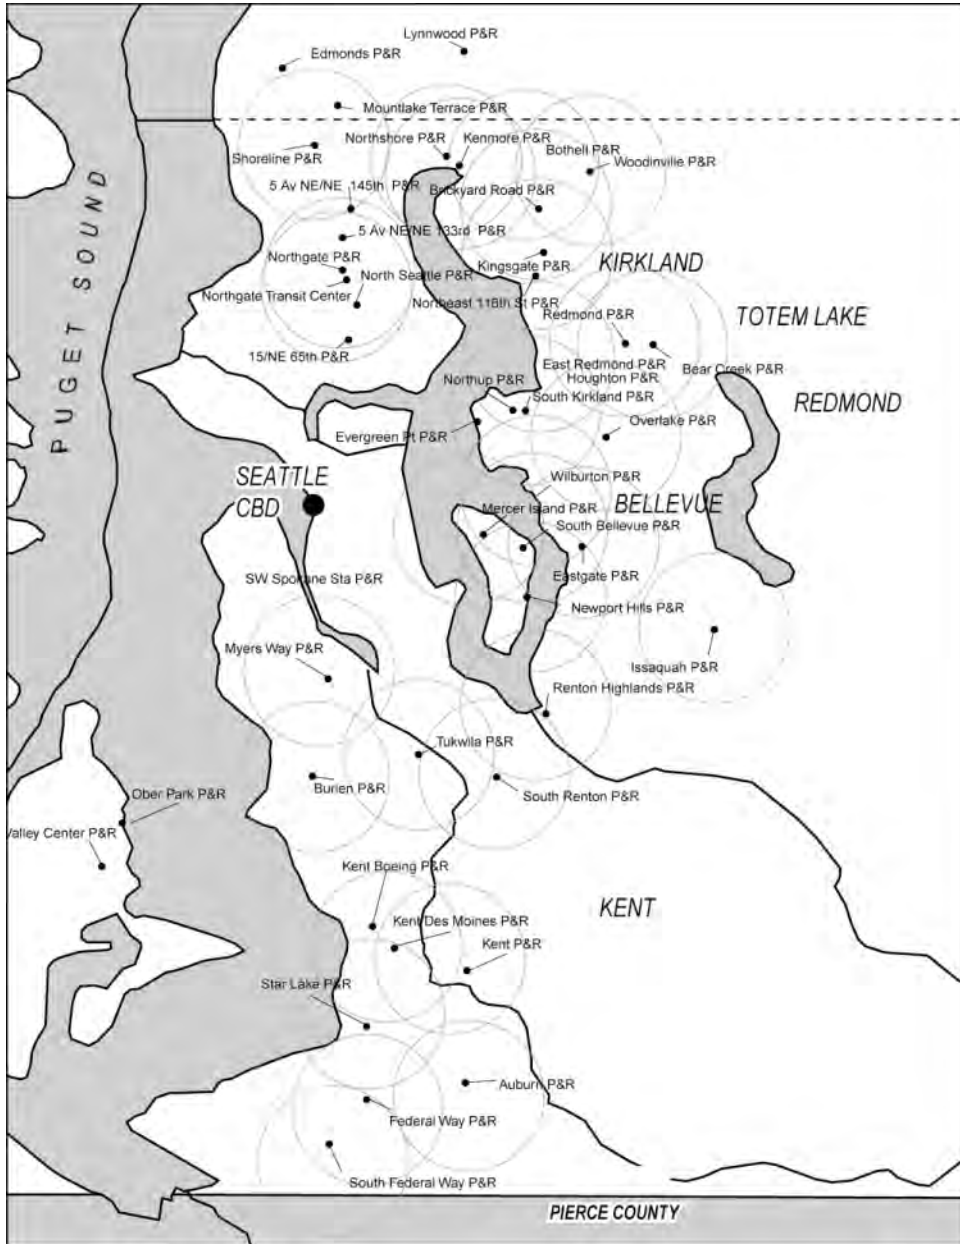 Lynnwood P&R
Edmonds P&R
Mountlake Terrace P&R
Northshore P&R
Kenmore P&R
Bothell P&R
Shoreline P&R
Woodinville P&R
5 Av NE/NE 145th P&R
Brickyard Road P&R
5 Av NE/NE 133rd P&R
PUGET SOUND
Northgate P&R
KIRKLAND
Kingsgate P&R
North Seattle P&R
Northgate Transit Center
Northeast 116th St P&R
Redmond P&R
TOTEM LAKE
15/NE 65th P&R
East Redmond P&R
Bear Creek P&R
Houghton P&R
Northup P&R
REDMOND
South Kirkland P&R
Overlake P&R
Evergreen Pt P&R
SEATTLE
CBD
Wilburton P&R
BELLEVUE
Mercer Island P&R
South Bellevue P&R
SW Spokane Sta P&R
Eastgate P&R
Newport Hills P&R
Myers Way P&R
Issaquah P&R
Renton Highlands P&R
Tukwila P&R
Burien P&R
South Renton P&R
Ober Park P&R
Valley Center P&R
Kent Boeing P&R
KENT
Kent Des Moines P&R
Kent P&R
Star Lake P&R
Auburn P&R
Federal Way P&R
South Federal Way P&R
PIERCE COUNTY